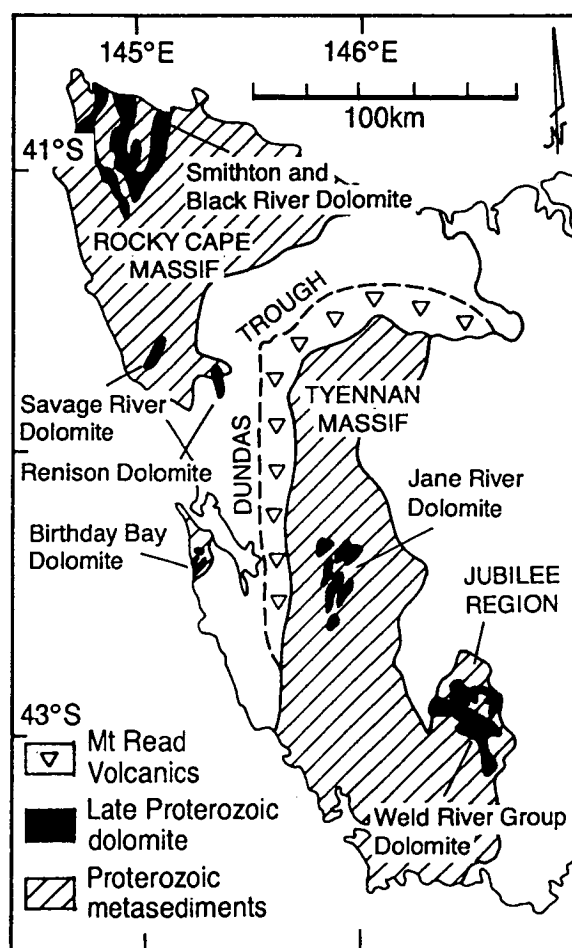 145°E
146°E
100km
41°S
Smithton and
Black River Dolomite
ROCKY CAPE
MASSIF
TROUGH
DUNDAS
TYENNAN
MASSIF
Savage River
Dolomite
Renison Dolomite
Jane River
Dolomite
Birthday Bay
Dolomite
JUBILEE
REGION
43°S
Mt Read
Volcanics
Late Proterozoic
dolomite
Weld River Group
Dolomite
Proterozoic
metasediments